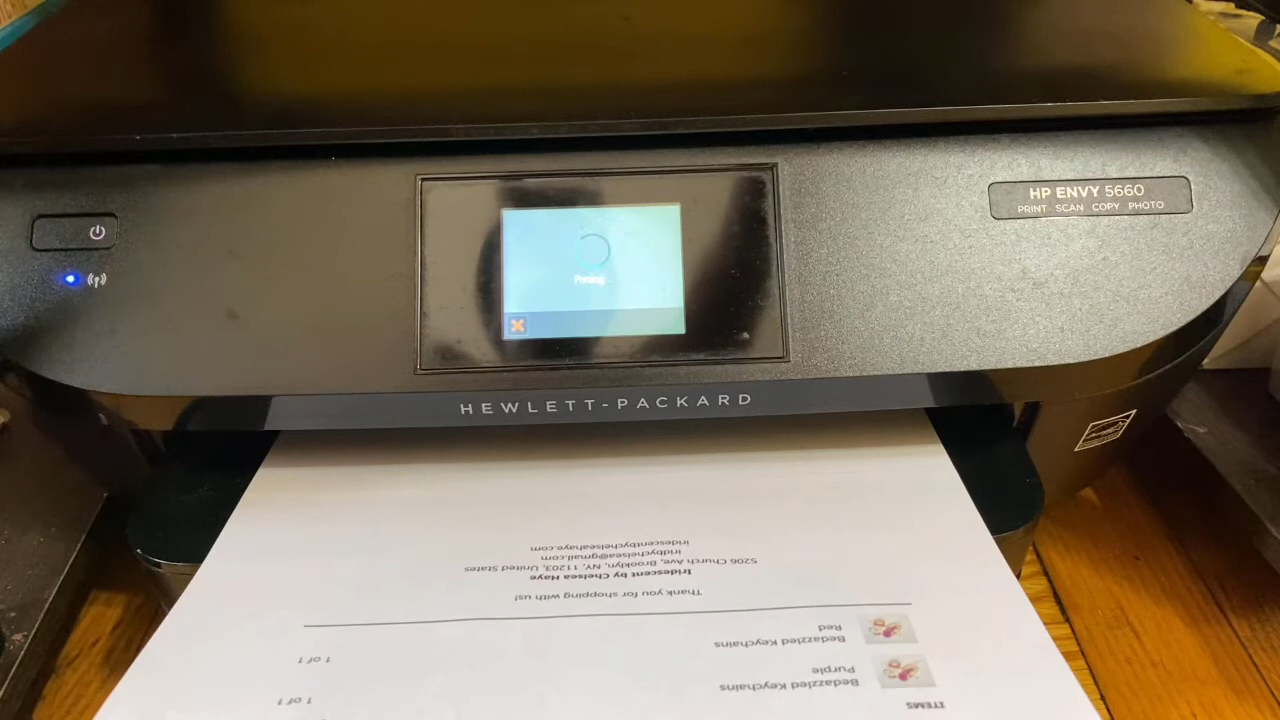 HP ENVY 5660
PRINT SCAN COPY PHOTO
Printing...
HEWLETT-PACKARD
ITEMS
Bedazzled Keychains
Purple
1 of 1
Bedazzled Keychains
Red
1 of 1
Thank you for shopping with us!
Iridescent by Chelsea Haye
5206 Church Ave, Brooklyn, NY, 11203, United States
iridbychelsea@gmail.com
iridescentbychelseahaye.com